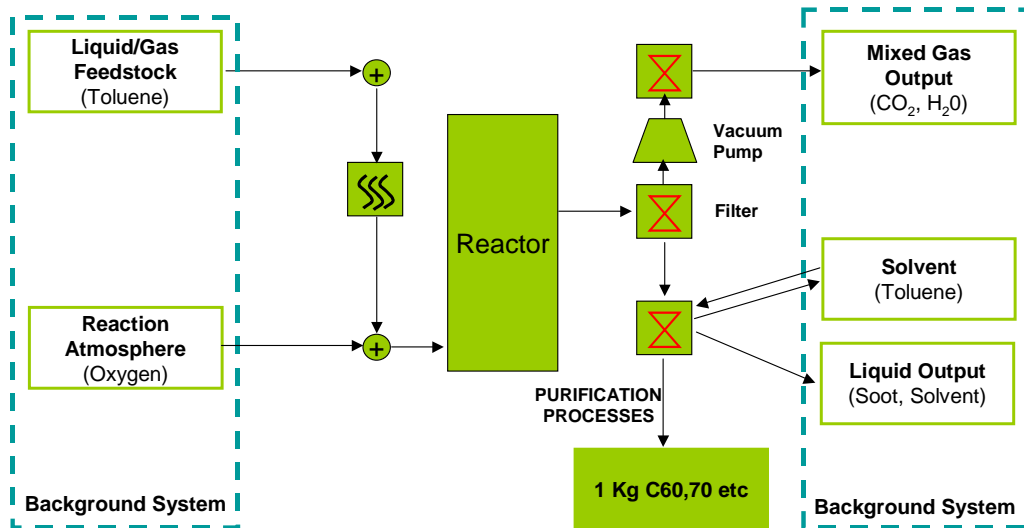 Liquid/Gas
Feedstock
(Toluene)
+
Reaction
Atmosphere
(Oxygen)
+
Background System
Reactor
Vacuum
Pump
Filter
PURIFICATION
PROCESSES
1 Kg C60,70 etc
Mixed Gas
Output
(CO₂, H₂0)
Solvent
(Toluene)
Liquid Output
(Soot, Solvent)
Background System